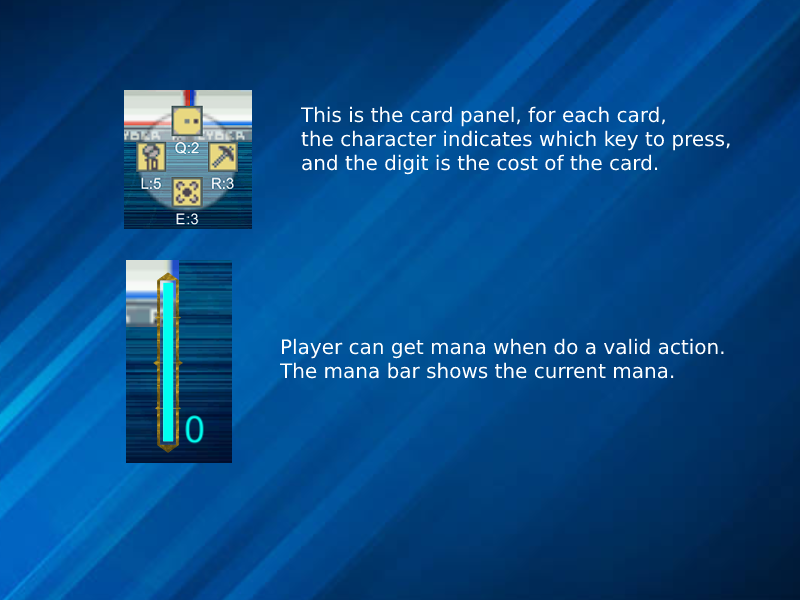 This is the card panel, for each card,
the character indicates which key to press,
and the digit is the cost of the card.
Q:2
L:5
R:3
E:3
Player can get mana when do a valid action.
The mana bar shows the current mana.
0